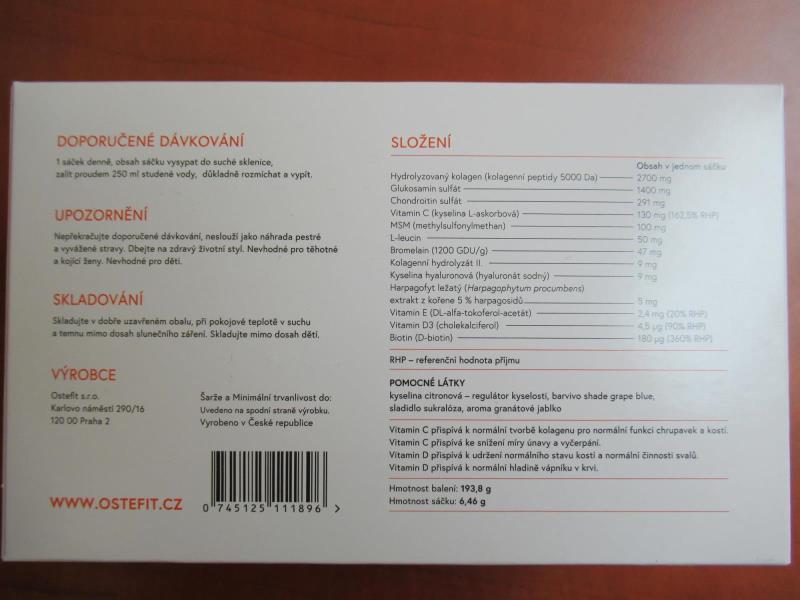 DOPORUČENÉ DÁVKOVÁNÍ
1 sáček denně, obsah sáčku vysypat do suché sklenice,
zalít proudem 250 ml studené vody, důkladně rozmíchat a vypít.
UPOZORNĚNÍ
Nepřekračujte doporučené dávkování, neslouží jako náhrada pestré
a vyvážené stravy. Dbejte na zdravý životní styl. Nevhodné pro těhotné
a kojící ženy. Nevhodné pro děti.
SKLADOVÁNÍ
Skladujte v dobře uzavřeném obalu, při pokojové teplotě v suchu
a temnu mimo dosah slunečního záření. Skladujte mimo dosah dětí.
VÝROBCE
Ostefit s.r.o.
Karlovo náměstí 290/16
120 00 Praha 2
Šarže a Minimální trvanlivost do:
Uvedeno na spodní straně výrobku.
Vyrobeno v České republice
WWW.OSTEFIT.CZ
0 745125 111896 >
SLOŽENÍ
Obsah v jednom sáčku
Hydrolyzovaný kolagen (kolagenní peptidy 5000 Da) 2700 mg
Glukosamin sulfát 1400 mg
Chondroitin sulfát 291 mg
Vitamin C (kyselina L-askorbová) 130 mg (162,5% RHP)
MSM (methylsulfonylmethan) 100 mg
L-leucin 50 mg
Bromelain (1200 GDU/g) 47 mg
Kolagenní hydrolyzát II. 9 mg
Kyselina hyaluronová (hyaluronát sodný) 9 mg
Harpagofyt ležatý (Harpagophytum procumbens)
extrakt z kořene 5 % harpagosidů 5 mg
Vitamin E (DL-alfa-tokoferol-acetát) 2,4 mg (20% RHP)
Vitamin D3 (cholekalciferol) 4,5 µg (90% RHP)
Biotin (D-biotin) 180 µg (360% RHP)
RHP – referenční hodnota příjmu
POMOCNÉ LÁTKY
kyselina citronová – regulátor kyselosti, barvivo shade grape blue,
sladidlo sukralóza, aroma granátové jablko
Vitamin C přispívá k normální tvorbě kolagenu pro normální funkci chrupavek a kostí.
Vitamin C přispívá ke snížení míry únavy a vyčerpání.
Vitamin D přispívá k udržení normálního stavu kostí a normální činnosti svalů.
Vitamin D přispívá k normální hladině vápníku v krvi.
Hmotnost balení: 193,8 g
Hmotnost sáčku: 6,46 g